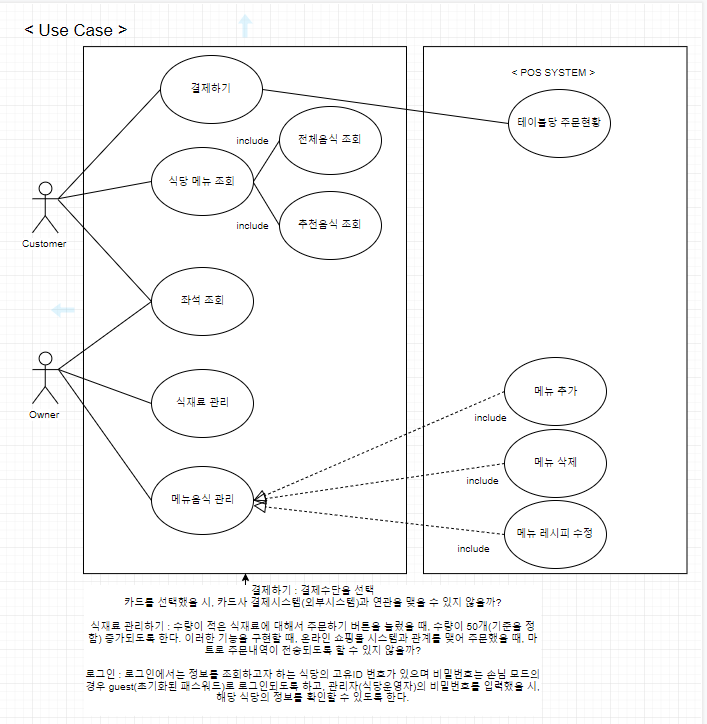 < Use Case >
< POS SYSTEM >
결제하기
테이블당 주문현황
include
전체음식 조회
식당 메뉴 조회
include
추천음식 조회
Customer
좌석 조회
Owner
식재료 관리
메뉴 추가
include
메뉴 삭제
include
메뉴음식 관리
메뉴 레시피 수정
include
결제하기 : 결제수단을 선택
카드를 선택했을 시, 카드사 결제시스템(외부시스템)과 연관을 맺을 수 있지 않을까?
식재료 관리하기 : 수량이 적은 식재료에 대해서 주문하기 버튼을 눌렀을 때, 수량이 50개(기준을 정
함) 증가되도록 한다. 이러한 기능을 구현할 때, 온라인 쇼핑몰 시스템과 관계를 맺어 주문했을 때, 마
트로 주문내역이 전송되도록 할 수 있지 않을까?
로그인 : 로그인에서는 정보를 조회하고자 하는 식당의 고유ID 번호가 있으며 비밀번호는 손님 모드의
경우 guest(초기화된 패스워드)로 로그인되도록 하고, 관리자(식당운영자)의 비밀번호를 입력했을 시,
해당 식당의 정보를 확인할 수 있도록 한다.